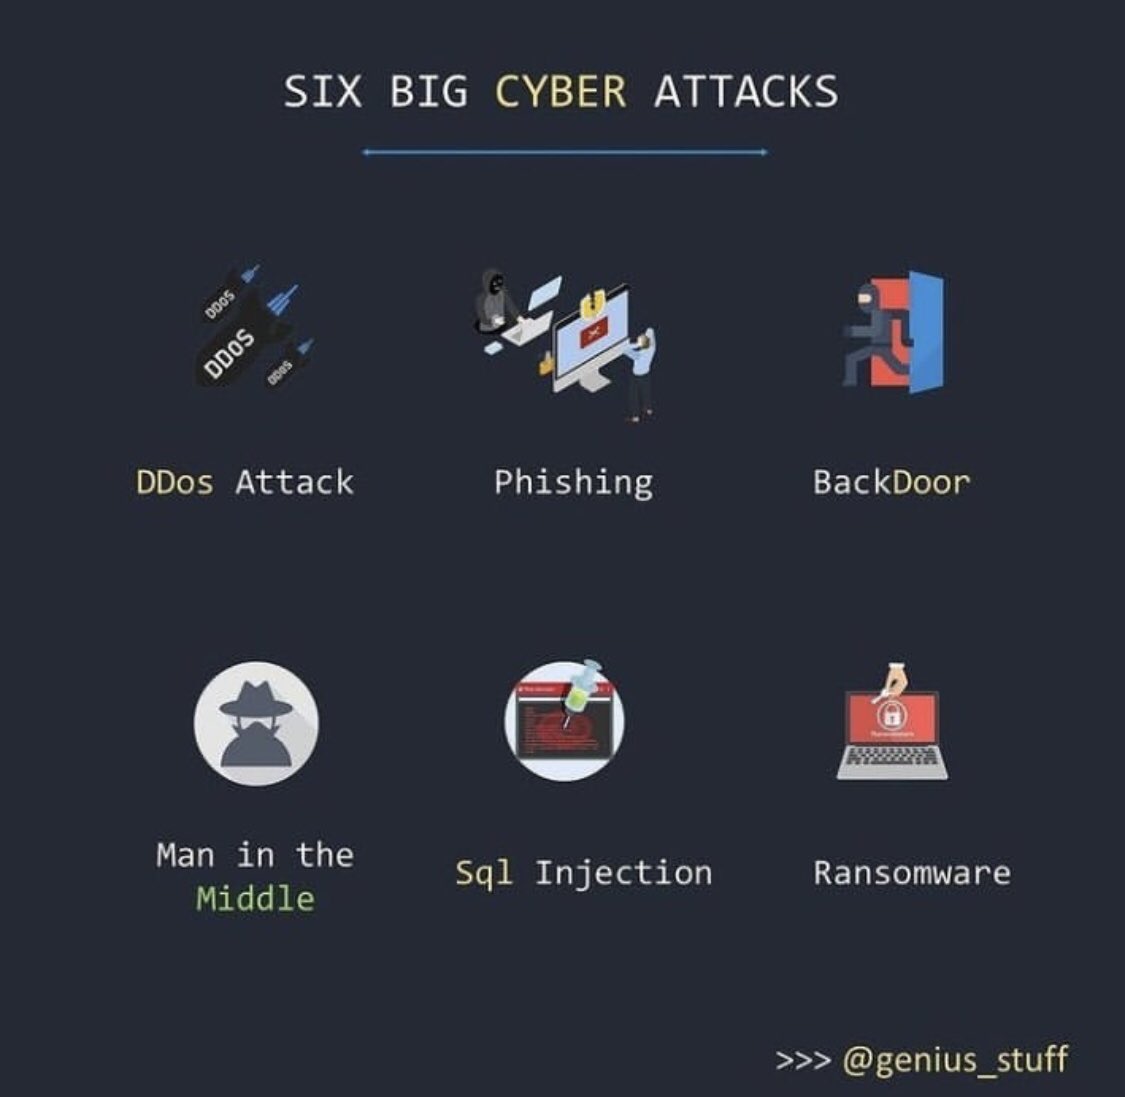 SIX BIG CYBER ATTACKS
DDoS
DDoS
DDoS
DDos Attack
Phishing
BackDoor
Man in the
Middle
Sql Injection
Ransomware
Ransomware
>>> @genius_stuff